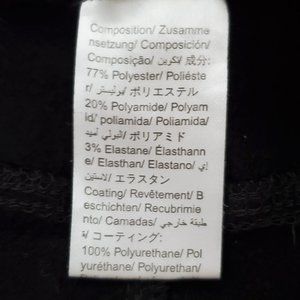 Composition/ Zusamme
nsetzung/ Composición/
Composição/ تكوين/ 成分:
77% Polyester/ Poliéste
r/ بوليستر/ ポリエステル
20% Polyamide/ Polyam
id/ poliamida/ Poliamida
/ البولي أميد/ ポリアミド
3% Elastane/ Élasthann
e/ Elasthan/ Elastano/ إي
لاستين/ エラスタン
Coating/ Revêtement/ B
eschichten/ Recubrimie
nto/ Camadas/ طبقة خارجي
ة/ コーティング:
100% Polyurethane/ Pol
yuréthane/ Polyurethan/